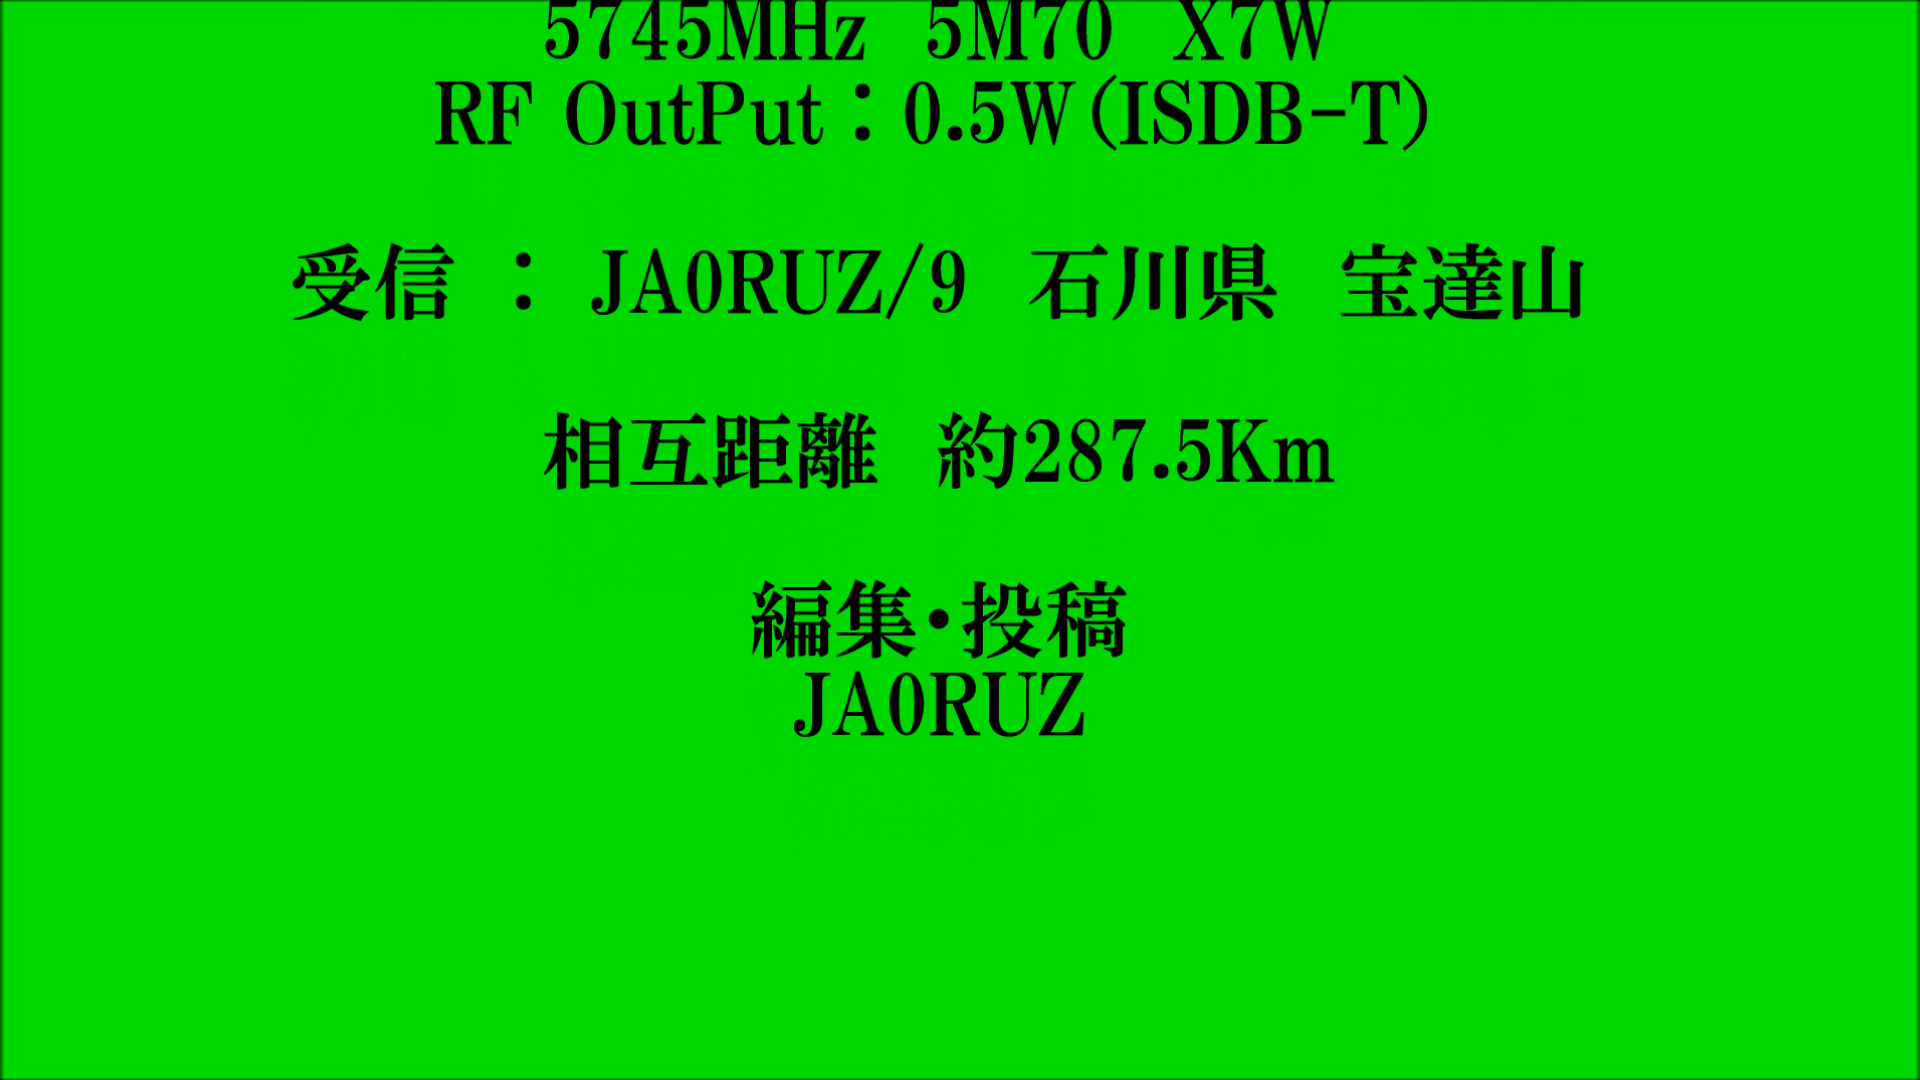 5745MHz 5M70 X7W
RF OutPut：0.5W(ISDB-T)
受信 ： JA0RUZ/9 石川県 宝達山
相互距離 約287.5Km
編集・投稿
JA0RUZ